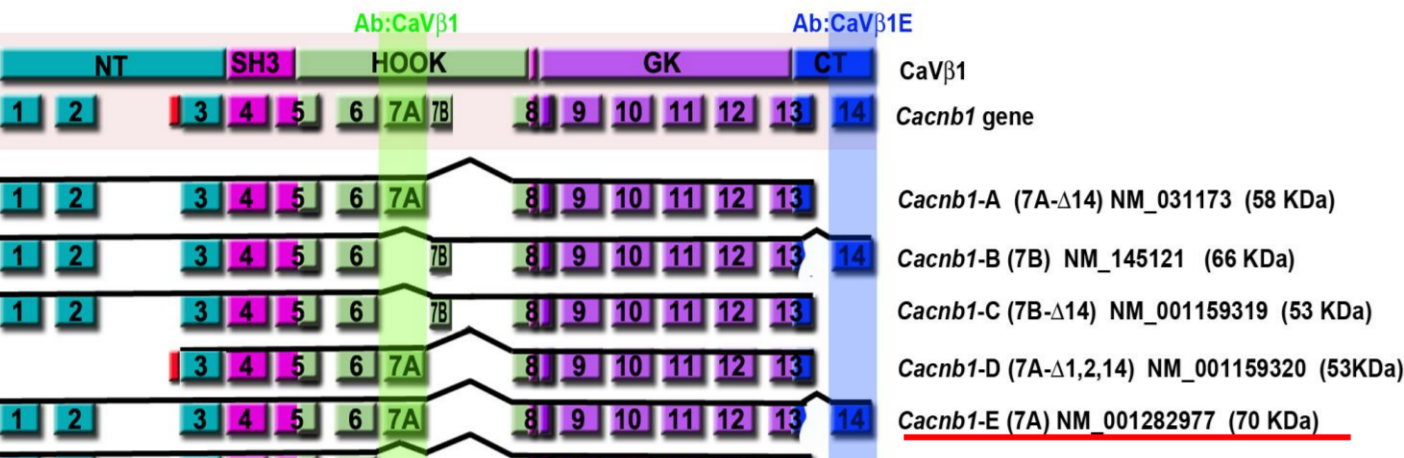 Ab:CaVβ1 Ab:CaVβ1E
NT SH3 HOOK GK CT CaVβ1
1 2 3 4 5 6 7A 7B 8 9 10 11 12 13 14 Cacnb1 gene
1 2 3 4 5 6 7A 8 9 10 11 12 13 Cacnb1-A (7A-Δ14) NM_031173 (58 KDa)
1 2 3 4 5 6 7B 8 9 10 11 12 13 14 Cacnb1-B (7B) NM_145121 (66 KDa)
1 2 3 4 5 6 7B 8 9 10 11 12 13 Cacnb1-C (7B-Δ14) NM_001159319 (53 KDa)
3 4 5 6 7A 8 9 10 11 12 13 Cacnb1-D (7A-Δ1,2,14) NM_001159320 (53KDa)
1 2 3 4 5 6 7A 8 9 10 11 12 13 14 Cacnb1-E (7A) NM_001282977 (70 KDa)